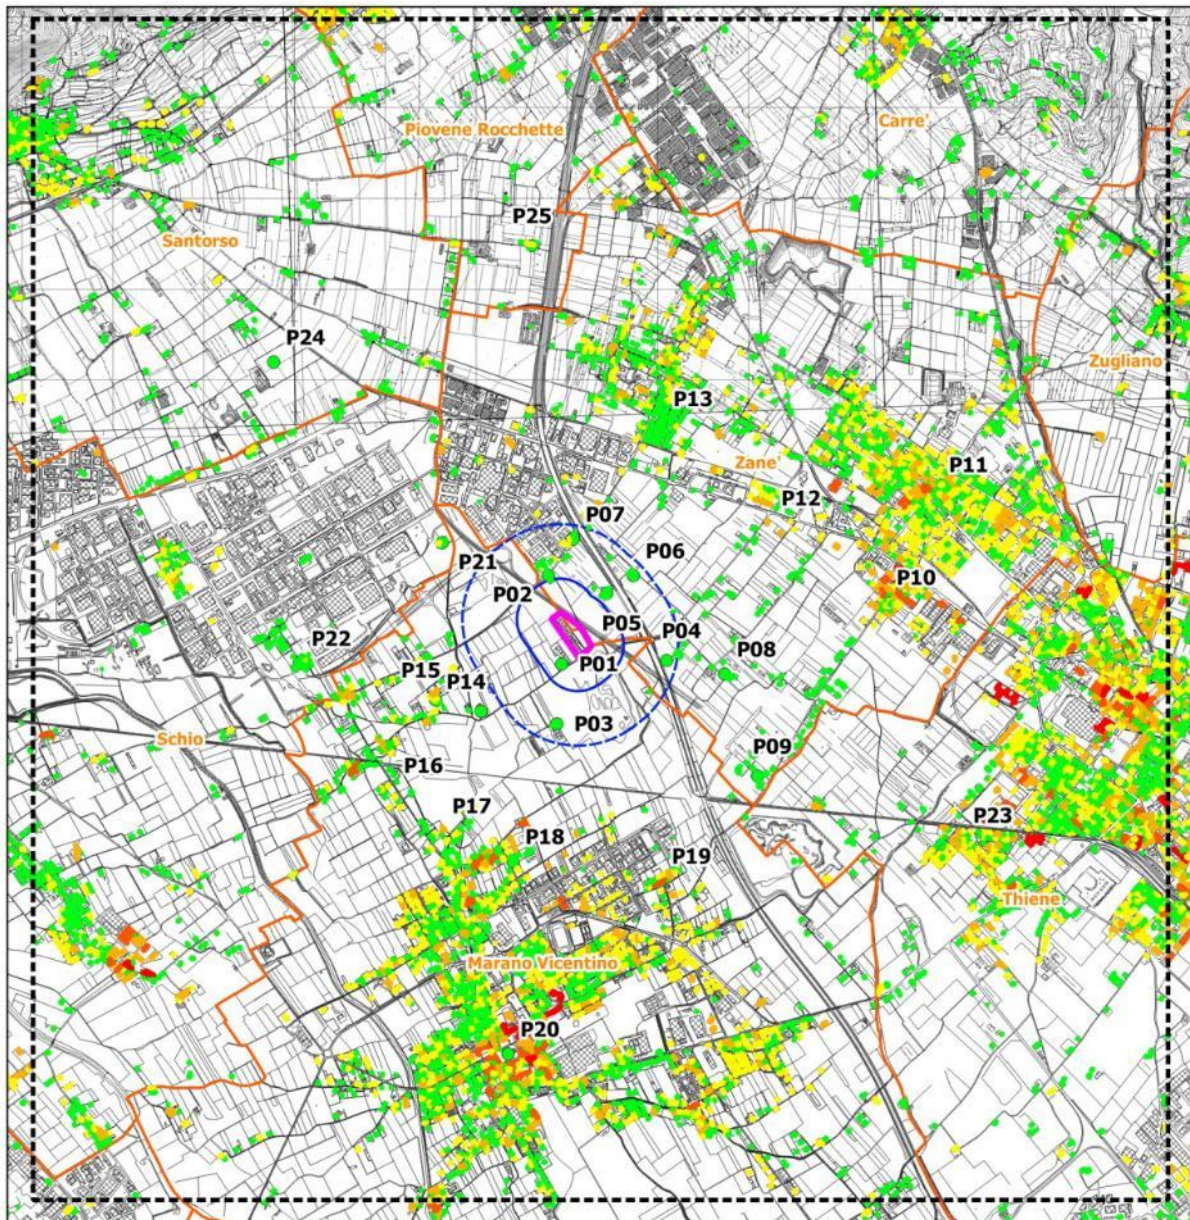 Carre'
Piovene Rocchette
P25
Santorso
P24
Zugliano
P13
Zane'
P11
P12
P07
P06
P21
P10
P02
P05
P04
P22
P15
P01
P08
P14
P03
Schio
P09
P16
P17
P23
P18
P19
Thiene
Marano Vicentino
P20